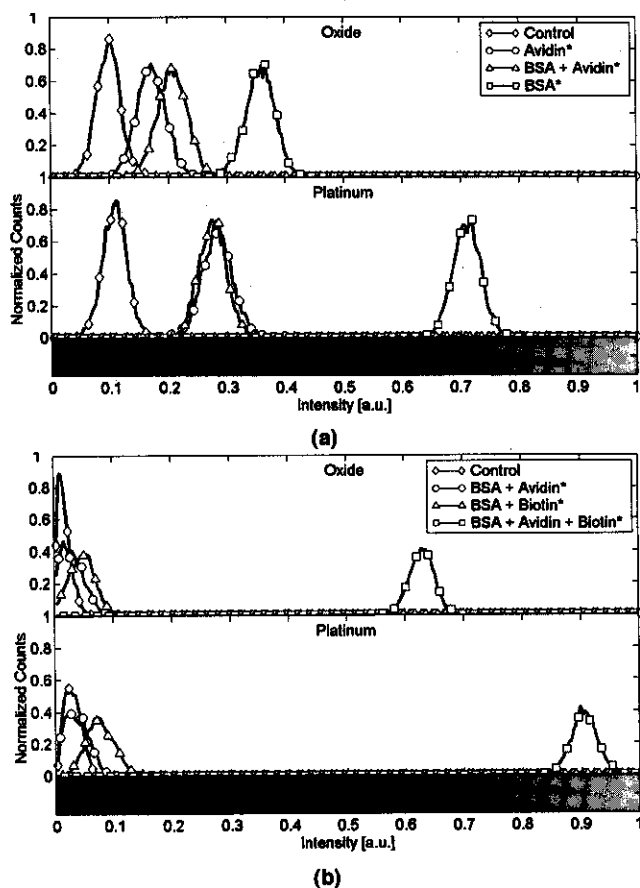 1
Oxide
Control
Avidin*
BSA + Avidin*
BSA*
0.8
0.6
0.4
0.2
1
Platinum
0.8
0.6
0.4
0.2
0
Normalized Counts
0 0.1 0.2 0.3 0.4 0.5 0.6 0.7 0.8 0.9 1
Intensity [a.u.]
(a)
1
Oxide
Control
BSA + Avidin*
BSA + Biotin*
BSA + Avidin + Biotin*
0.8
0.6
0.4
0.2
1
Platinum
0.8
0.6
0.4
0.2
0
Normalized Counts
0 0.1 0.2 0.3 0.4 0.5 0.6 0.7 0.8 0.9 1
Intensity [a.u.]
(b)